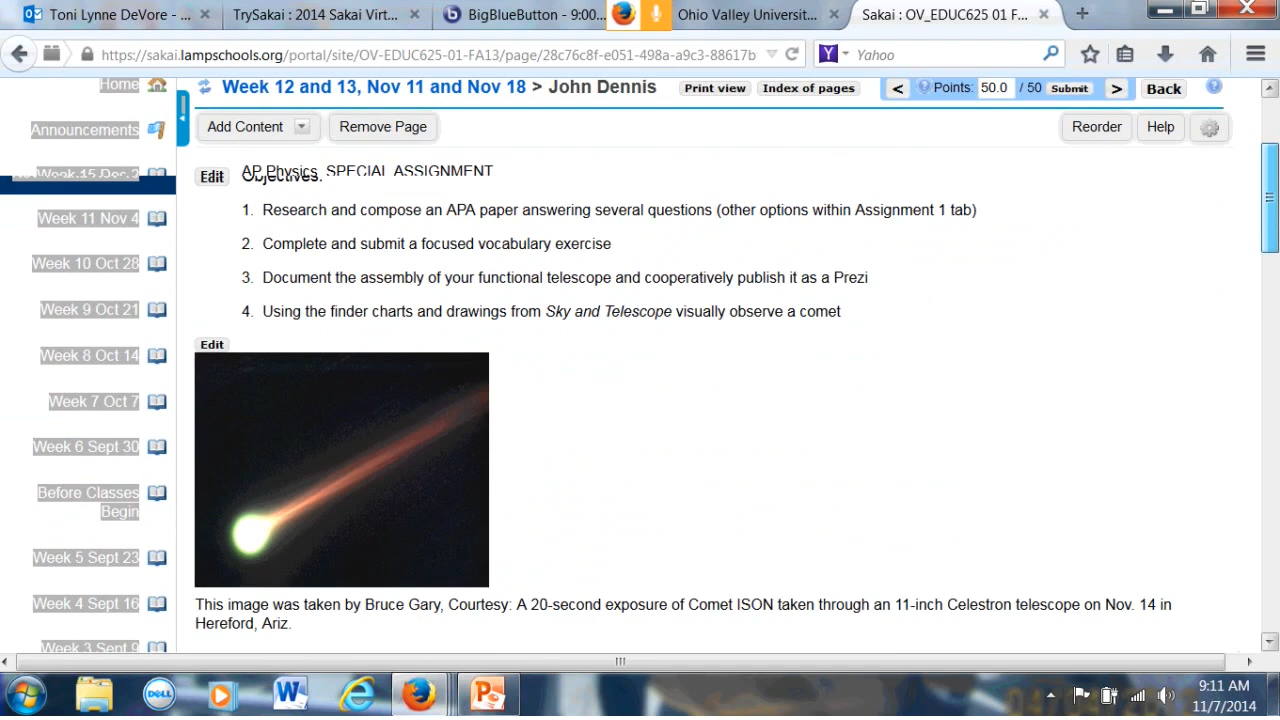 Toni Lynne DeVore - ...
TrySakai : 2014 Sakai Virt...
BigBlueButton - 9:00...
Ohio Valley Universit...
Sakai : OV_EDUC625 01 F...
https://sakai.lampschools.org/portal/site/OV-EDUC625-01-FA13/page/28c76c8f-e051-498a-a9c3-88617b
Yahoo
Home
Announcements
Week 15 Dec 2
Week 11 Nov 4
Week 10 Oct 28
Week 9 Oct 21
Week 8 Oct 14
Week 7 Oct 7
Week 6 Sept 30
Before Classes
Begin
Week 5 Sept 23
Week 4 Sept 16
Week 3 Sept 9
Week 12 and 13, Nov 11 and Nov 18 > John Dennis
Print view
Index of pages
< Points: 50.0 / 50 Submit >
Back
Add Content
Remove Page
Reorder
Help
Edit
AP Physics SPECIAL ASSIGNMENT
Objectives:
1. Research and compose an APA paper answering several questions (other options within Assignment 1 tab)
2. Complete and submit a focused vocabulary exercise
3. Document the assembly of your functional telescope and cooperatively publish it as a Prezi
4. Using the finder charts and drawings from Sky and Telescope visually observe a comet
Edit
This image was taken by Bruce Gary, Courtesy: A 20-second exposure of Comet ISON taken through an 11-inch Celestron telescope on Nov. 14 in
Hereford, Ariz.
DELL
9:11 AM
11/7/2014